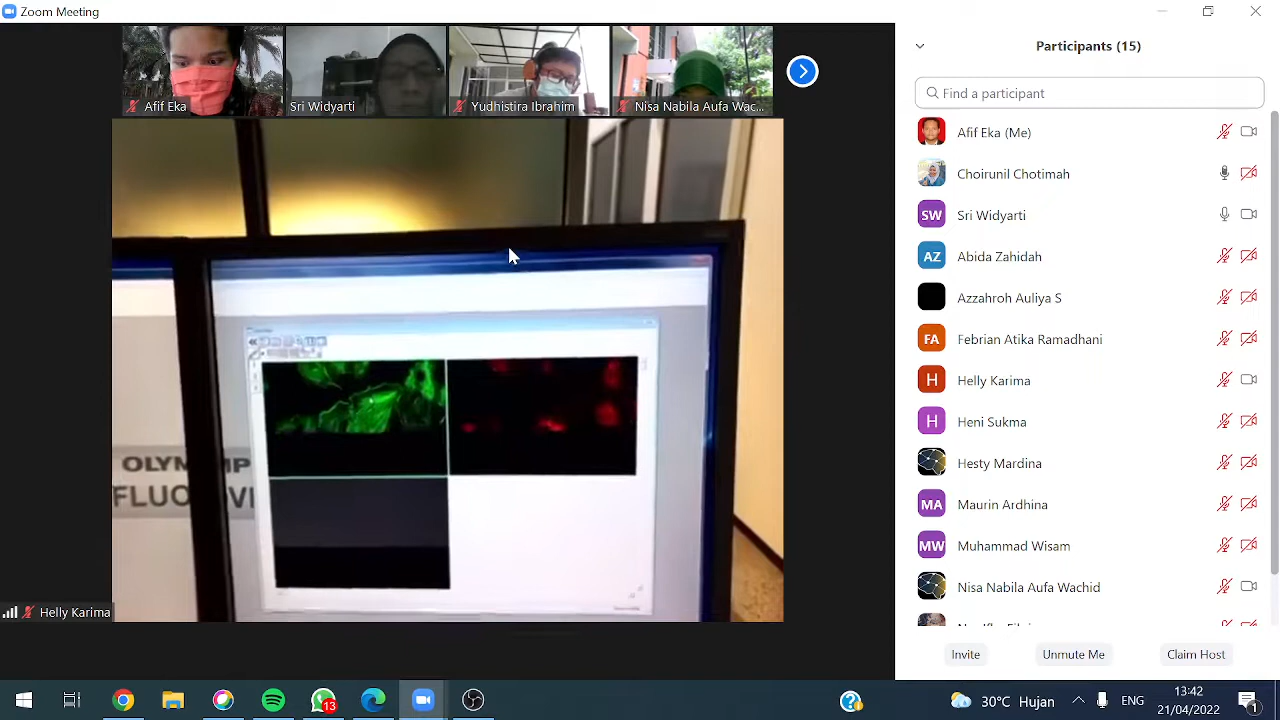 Zoom Meeting
Afif Eka
Sri Widyarti
Yudhistira Ibrahim
Nisa Nabila Aufa Wac...
Participants (15)
Find a participant
Afif Eka (Me)
Choirunil Chotimah
SW Sri Widyarti
AZ Abida Zahidah
Azzahroh Auliya S
FA Febrian Atika Ramadhani
H Helly Karima
H Heni Sukma
Hesty Mardina
MA Maurin Ardhina
MW Muhammad Wisam
Nisa Nabila Aufa Wachid
OLYM
FLUO
Helly Karima
Invite
Unmute Me
Claim Host
13
30°C Hujan
ENG
13:42
21/04/2022
1